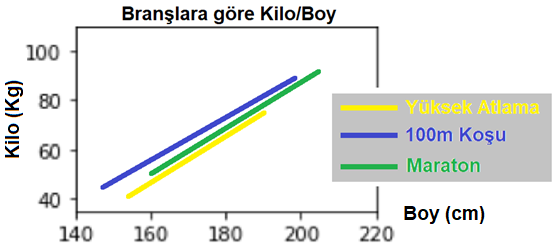 Branşlara göre Kilo/Boy
Kilo (Kg)
100
80
60
40
140
160
180
200
220
Boy (cm)
Yüksek Atlama
100m Koşu
Maraton